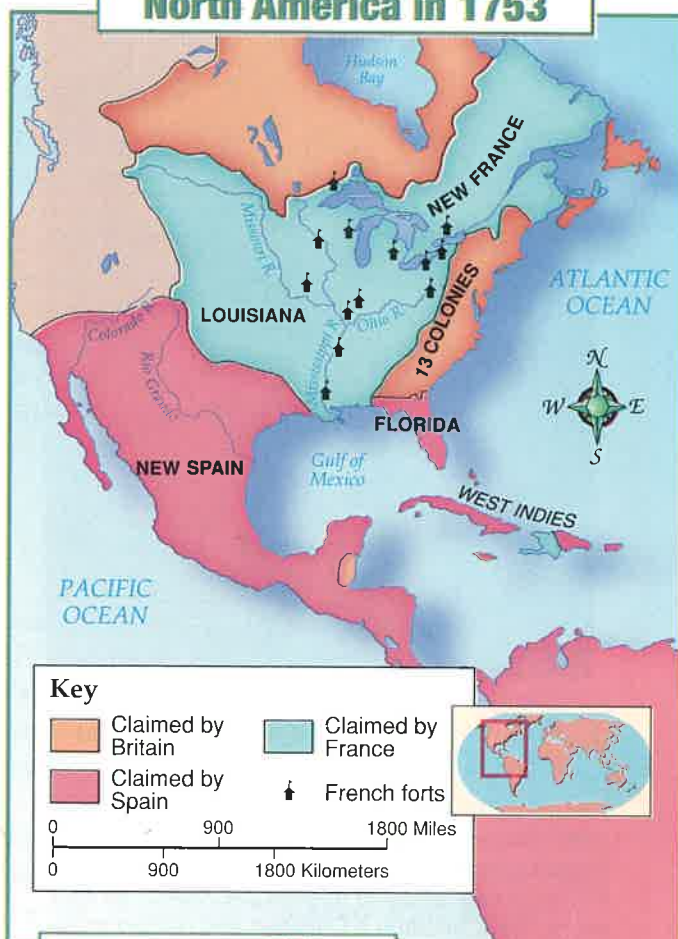 North America in 1753
Hudson
Bay
NEW FRANCE
Missouri R.
LOUISIANA
Mississippi R.
Ohio R.
13 COLONIES
ATLANTIC
OCEAN
N
W
E
S
Colorado R.
Rio Grande
FLORIDA
NEW SPAIN
Gulf of
Mexico
WEST INDIES
PACIFIC
OCEAN
Key
Claimed by
Britain
Claimed by
France
Claimed by
Spain
French forts
0 900 1800 Miles
0 900 1800 Kilometers